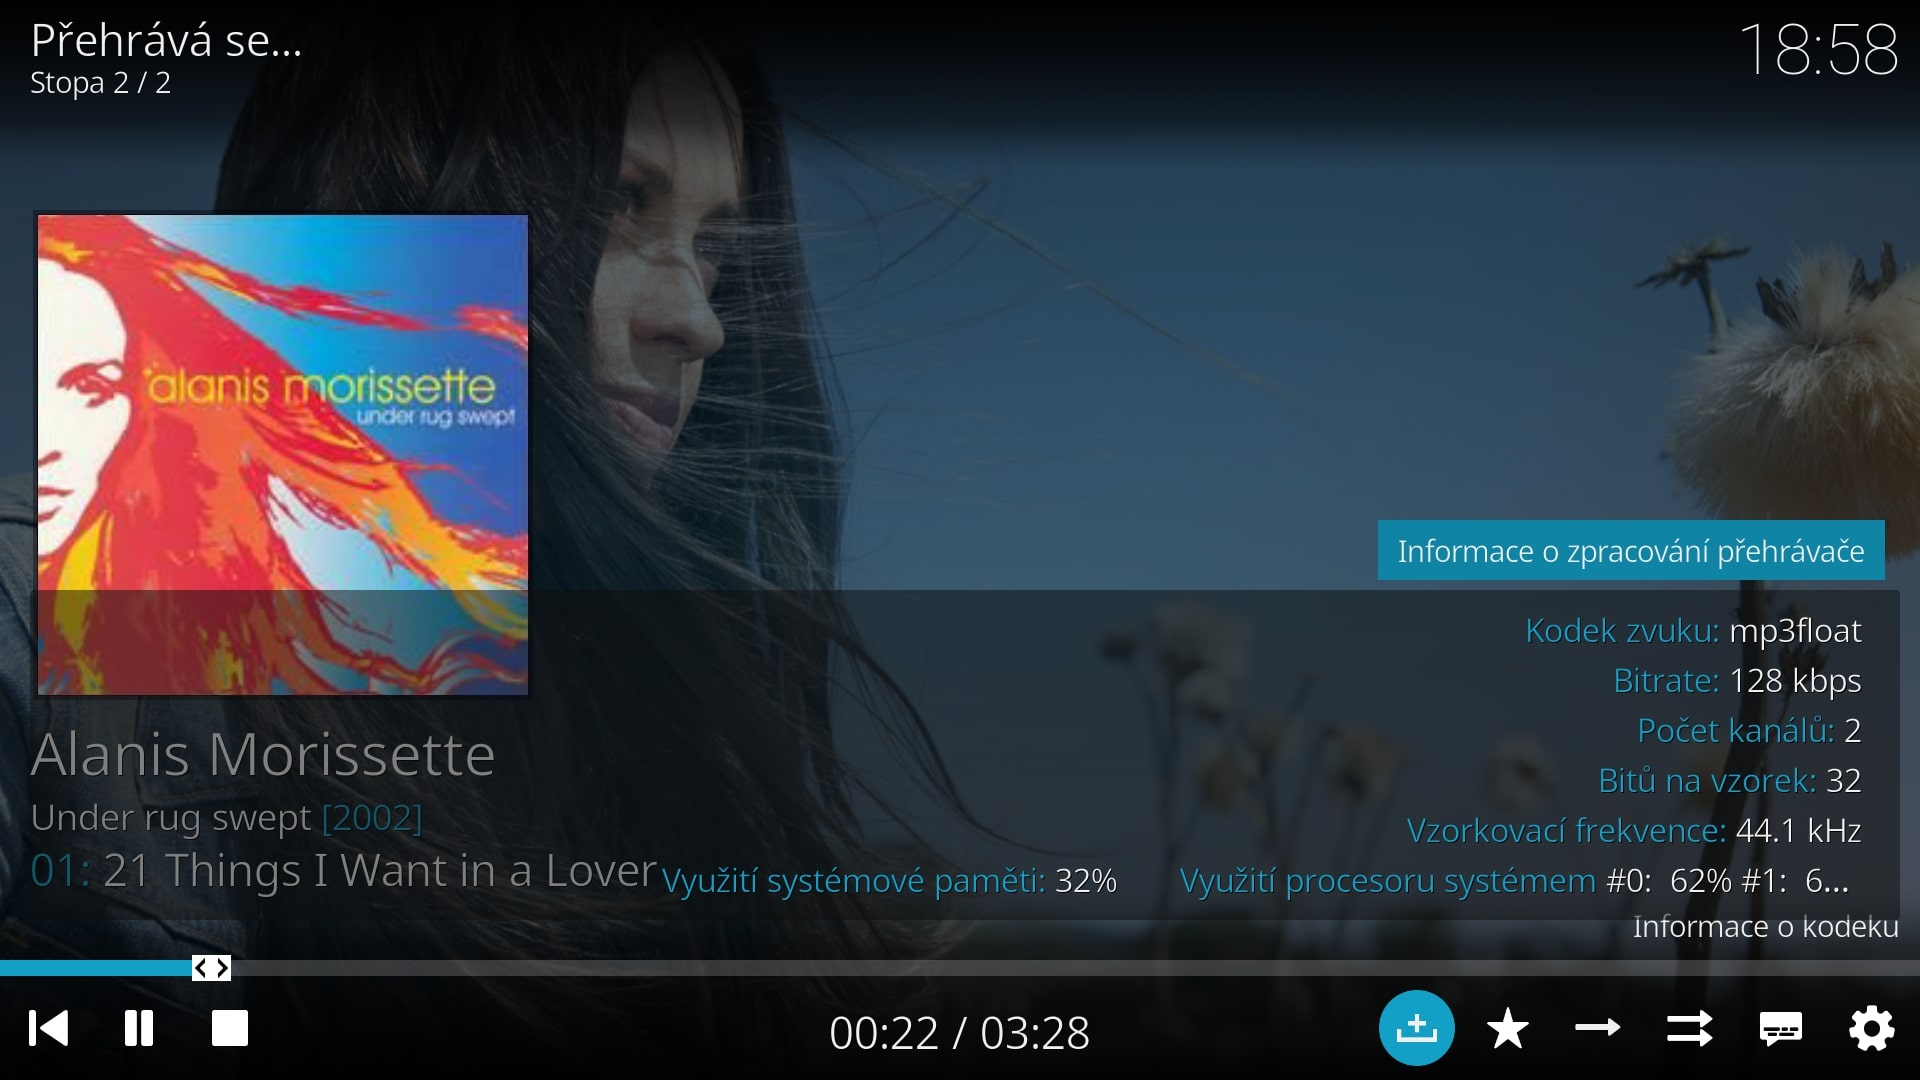 Přehrává se...
Stopa 2 / 2
18:58
alanis morissette
under rug swept
Informace o zpracování přehrávače
Kodek zvuku: mp3float
Bitrate: 128 kbps
Počet kanálů: 2
Bitů na vzorek: 32
Vzorkovací frekvence: 44.1 kHz
Využití systémové paměti: 32% Využití procesoru systémem #0: 62% #1: 6...
Alanis Morissette
Under rug swept [2002]
01: 21 Things I Want in a Lover
Informace o kodeku
00:22 / 03:28